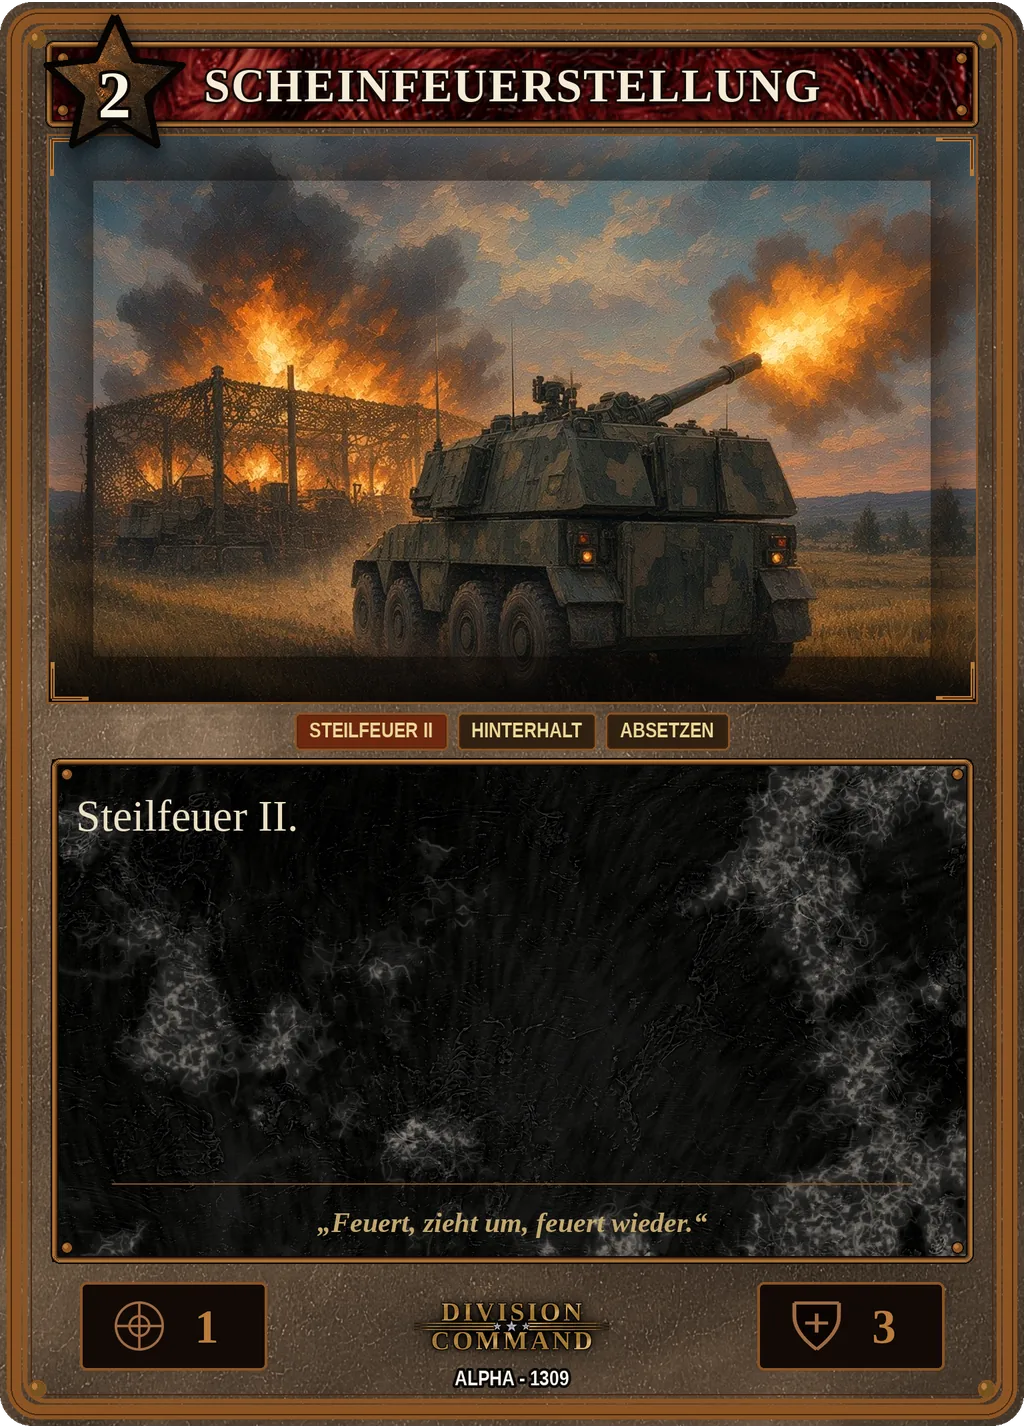 2
SCHEINFEUERSTELLUNG
STEILFEUER II
HINTERHALT
ABSETZEN
Steilfeuer II.
„Feuert, zieht um, feuert wieder.“
1
DIVISION
COMMAND
ALPHA - 1309
3